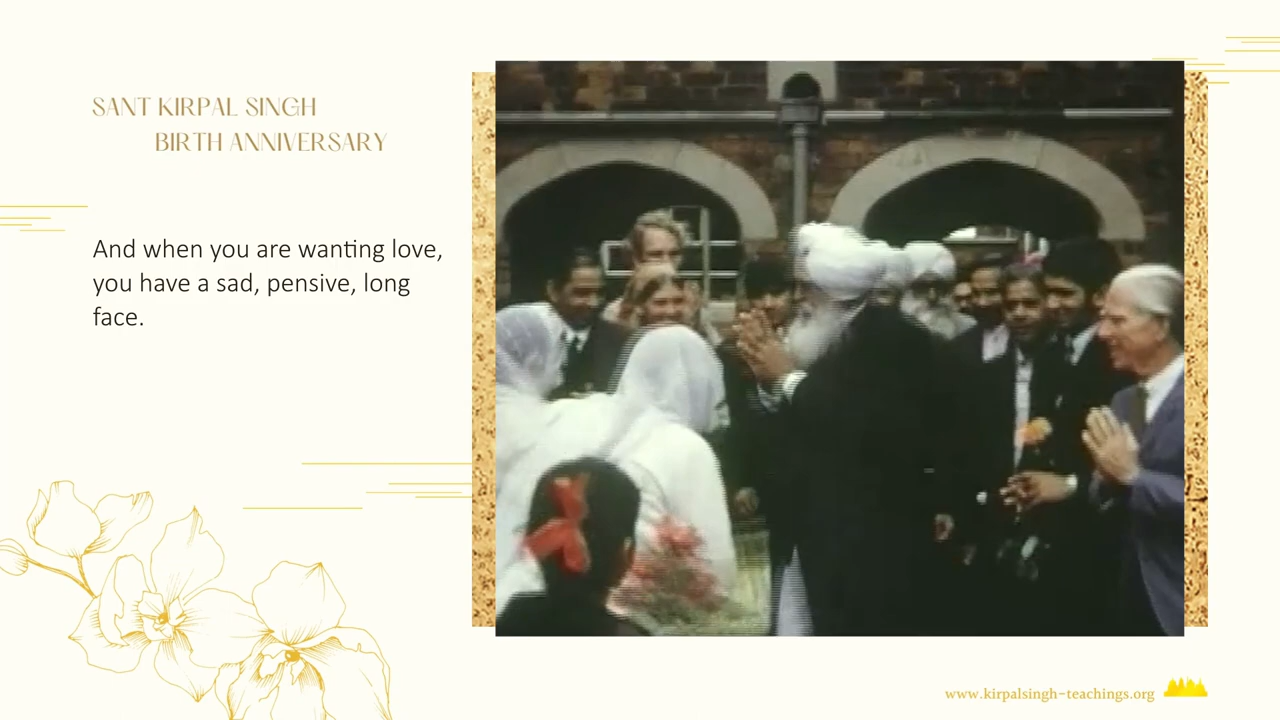 SANT KIRPAL SINGH
BIRTH ANNIVERSARY
And when you are wanting love,
you have a sad, pensive, long
face.
www.kirpalsingh-teachings.org